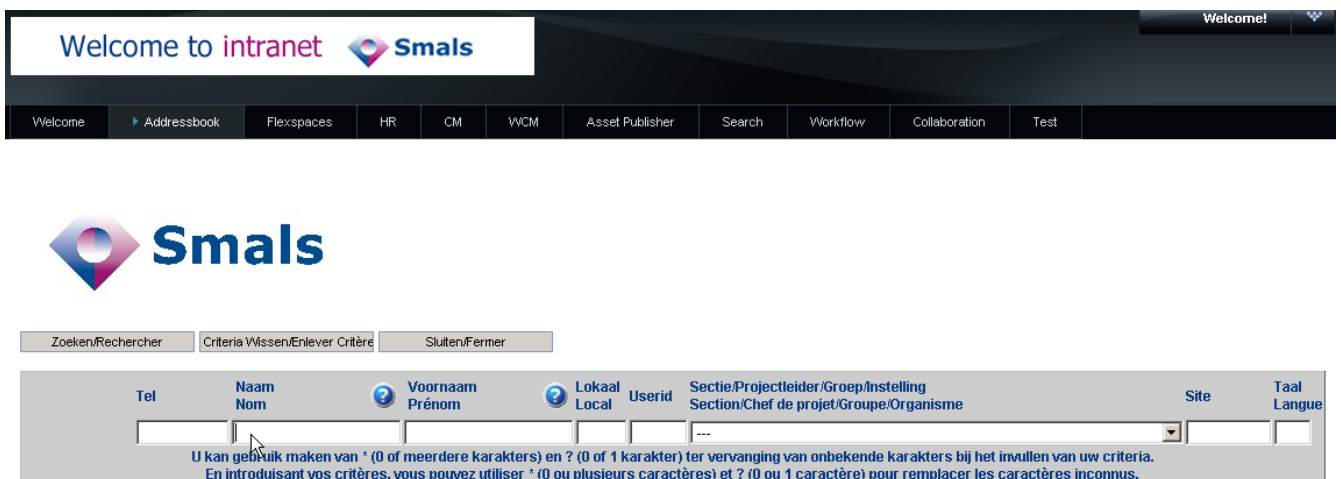 Welcome!
Welcome to intranet Smals
Welcome Addressbook Flexspaces HR CM WCM Asset Publisher Search Workflow Collaboration Test
Smals
Zoeken/Rechercher Criteria Wissen/Enlever Critère Sluiten/Fermer
Tel Naam ? Voornaam ? Lokaal Userid Sectie/Projectleider/Groep/Instelling Site Taal
Nom Prénom Local Section/Chef de projet/Groupe/Organisme Langue
---
U kan gebruik maken van * (0 of meerdere karakters) en ? (0 of 1 karakter) ter vervanging van onbekende karakters bij het invullen van uw criteria.
En introduisant vos critères, vous pouvez utiliser * (0 ou plusieurs caractères) et ? (0 ou 1 caractère) pour remplacer les caractères inconnus.